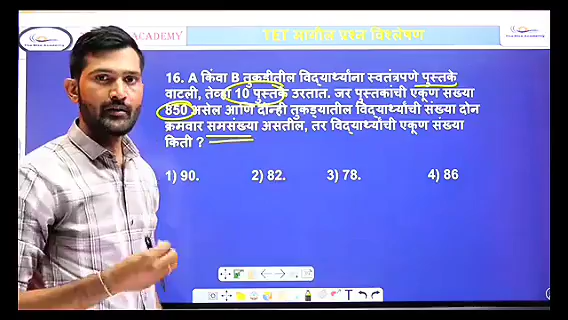 ACADEMY
TET मागील प्रश्न विश्लेषण
16. A किंवा B तुकडीतील विद्यार्थ्यांना स्वतंत्रपणे पुस्तके
वाटली, तेव्हा 10 पुस्तके उरतात. जर पुस्तकांची एकूण संख्या
850 असेल आणि दोन्ही तुकड्यातील विद्यार्थ्यांची संख्या दोन
क्रमवार समसंख्या असतील, तर विद्यार्थ्यांची एकूण संख्या
किती ?
1) 90. 2) 82. 3) 78. 4) 86